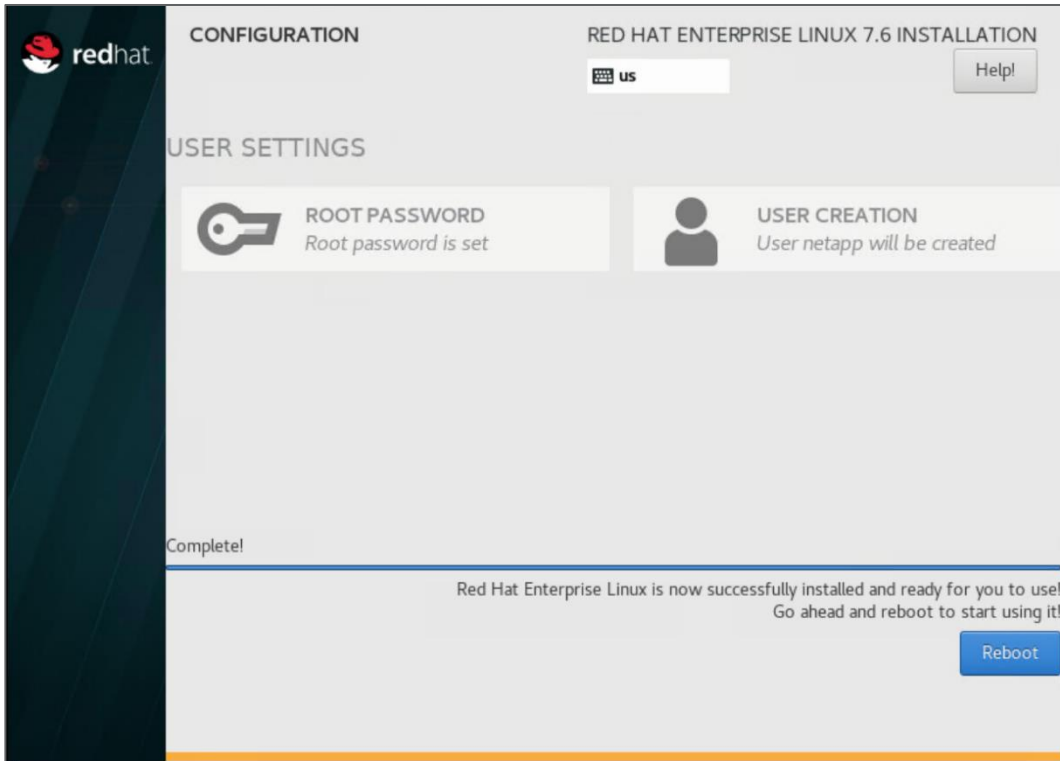 redhat
CONFIGURATION
RED HAT ENTERPRISE LINUX 7.6 INSTALLATION
us
Help!
USER SETTINGS
ROOT PASSWORD
Root password is set
USER CREATION
User netapp will be created
Complete!
Red Hat Enterprise Linux is now successfully installed and ready for you to use!
Go ahead and reboot to start using it!
Reboot